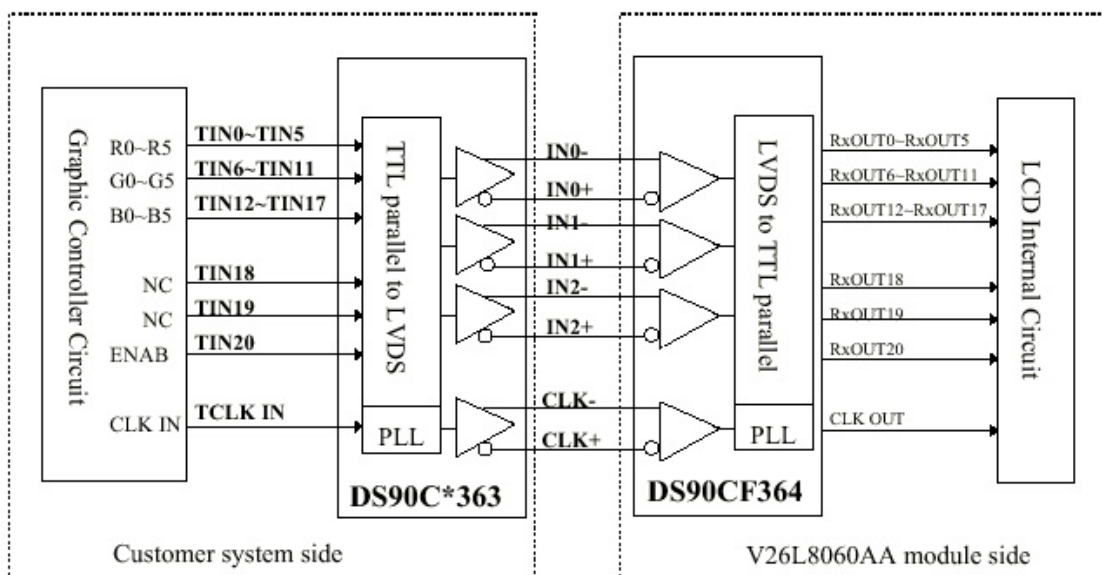 Graphic Controller Circuit
R0~R5
G0~G5
B0~B5
NC
NC
ENAB
CLK IN
TIN0~TIN5
TIN6~TIN11
TIN12~TIN17
TIN18
TIN19
TIN20
TCLK IN
TTL parallel to LVDS
PLL
DS90C*363
IN0-
IN0+
IN1-
IN1+
IN2-
IN2+
CLK-
CLK+
LVDS to TTL parallel
PLL
DS90CF364
RxOUT0~RxOUT5
RxOUT6~RxOUT11
RxOUT12~RxOUT17
RxOUT18
RxOUT19
RxOUT20
CLK OUT
LCD Internal Circuit
Customer system side
V26L8060AA module side